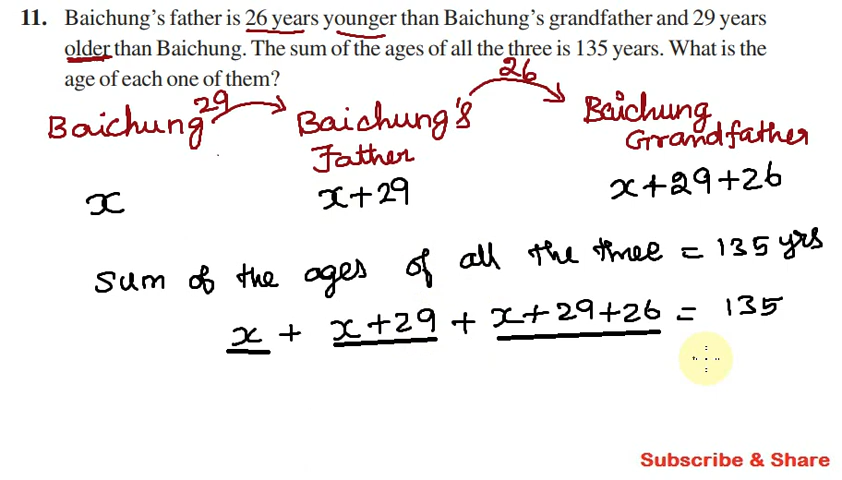 11. Baichung's father is 26 years younger than Baichung's grandfather and 29 years
older than Baichung. The sum of the ages of all the three is 135 years. What is the
age of each one of them?
29 26
Baichung Baichung's Baichung
Father Grandfather
x x+29 x+29+26
Sum of the ages of all the three = 135 yrs
x + x+29 + x+29+26 = 135
Subscribe & Share